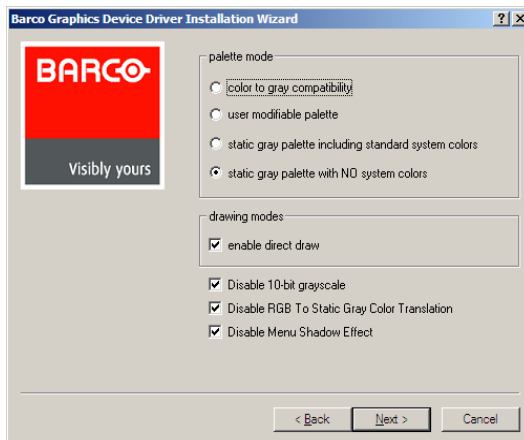 Barco Graphics Device Driver Installation Wizard
BARCO
Visibly yours
palette mode
color to gray compatibility
user modifiable palette
static gray palette including standard system colors
static gray palette with NO system colors
drawing modes
enable direct draw
Disable 10-bit grayscale
Disable RGB To Static Gray Color Translation
Disable Menu Shadow Effect
< Back Next > Cancel